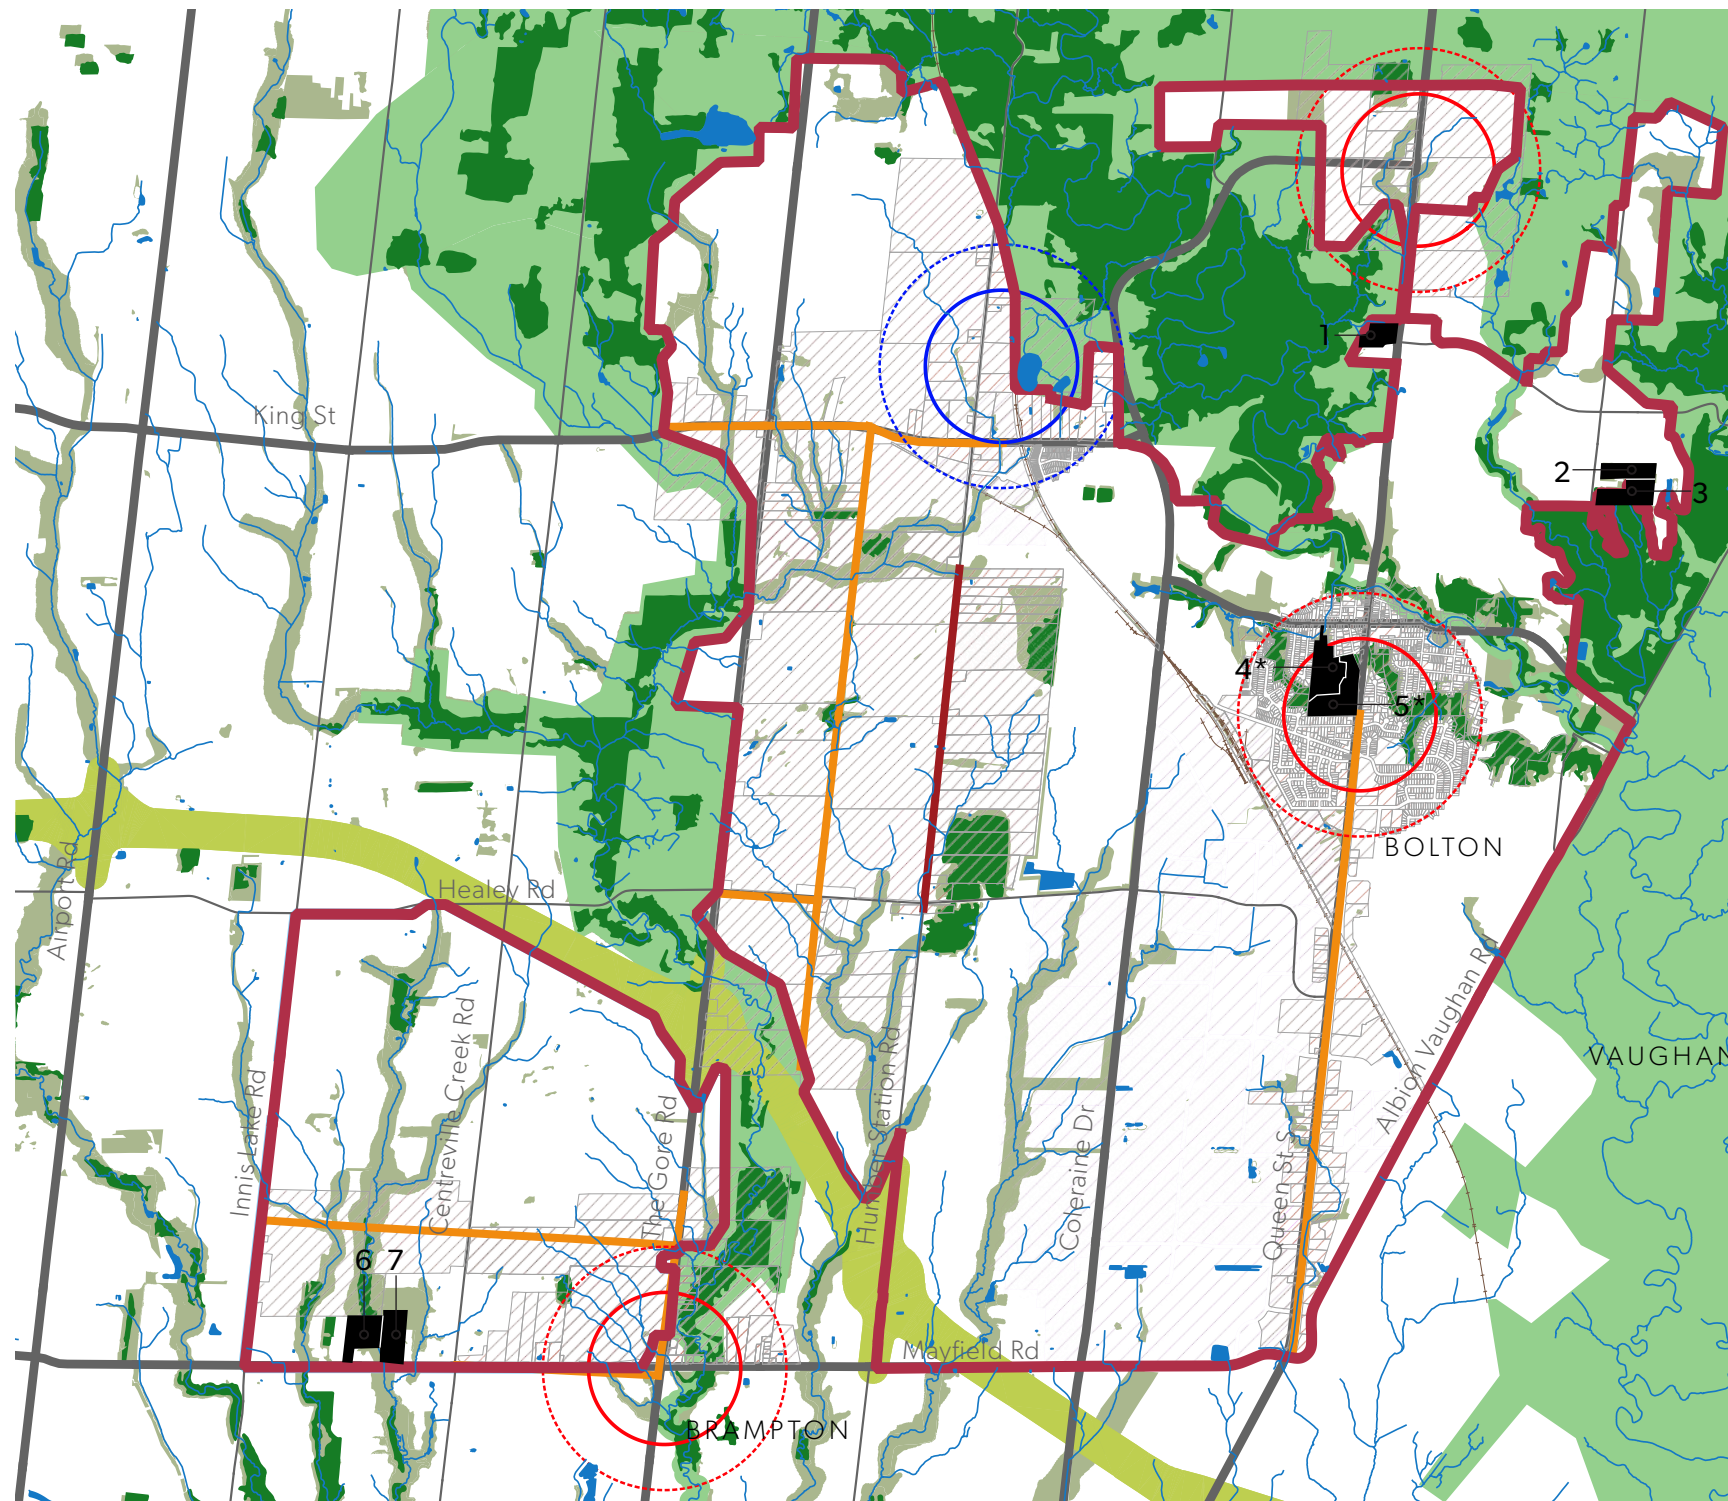 1
King St
2
3
4*
5*
BOLTON
Airport Rd
Healey Rd
Albion Vaughan Rd
VAUGHAN
Innis Lake Rd
Centreville Creek Rd
The Gore Rd
Humber Station Rd
Coleraine Dr
Queen St S
6 7
Mayfield Rd
BRAMPTON